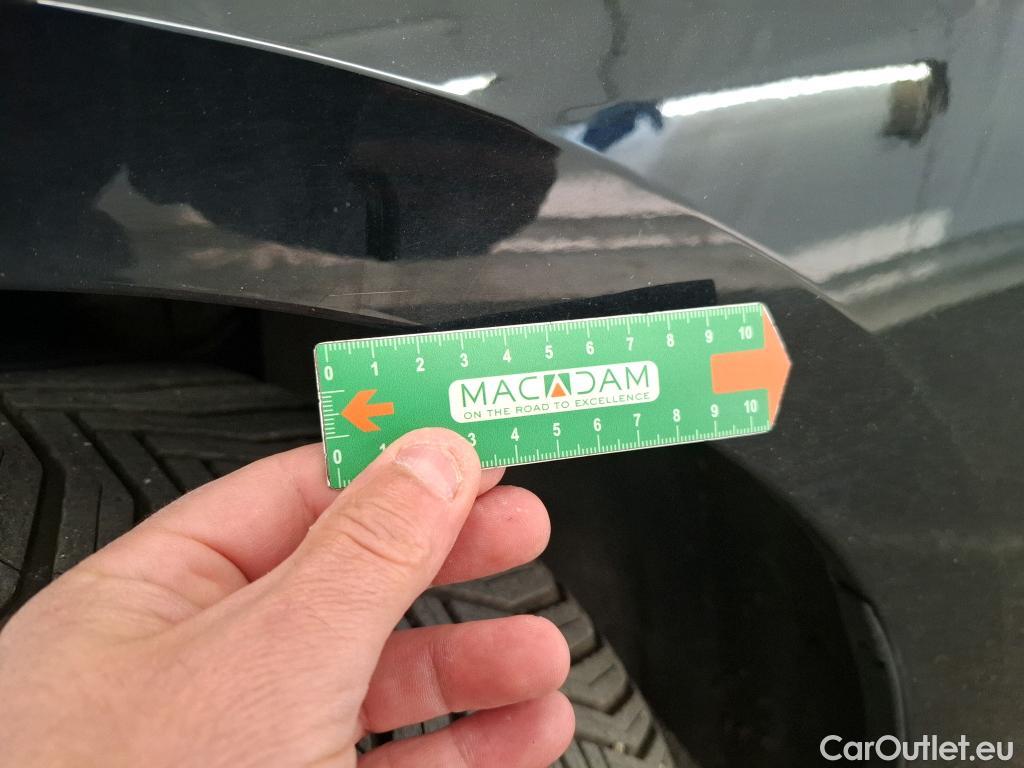 0 1 2 3 4 5 6 7 8 9 10
MACADAM
ON THE ROAD TO EXCELLENCE
0 1 3 4 5 6 7 8 9 10
CarOutlet.eu